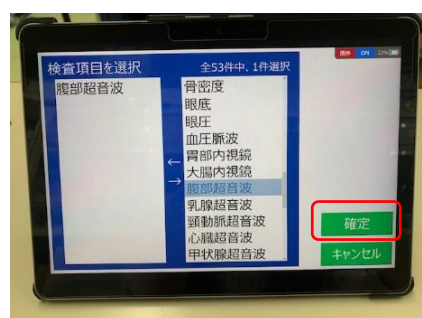 検査項目を選択
全53件中、1件選択
腹部超音波
骨密度
眼底
眼圧
血圧脈波
胃部内視鏡
大腸内視鏡
腹部超音波
乳腺超音波
頸動脈超音波
心臓超音波
甲状腺超音波
←
→
ON
22%
確定
キャンセル